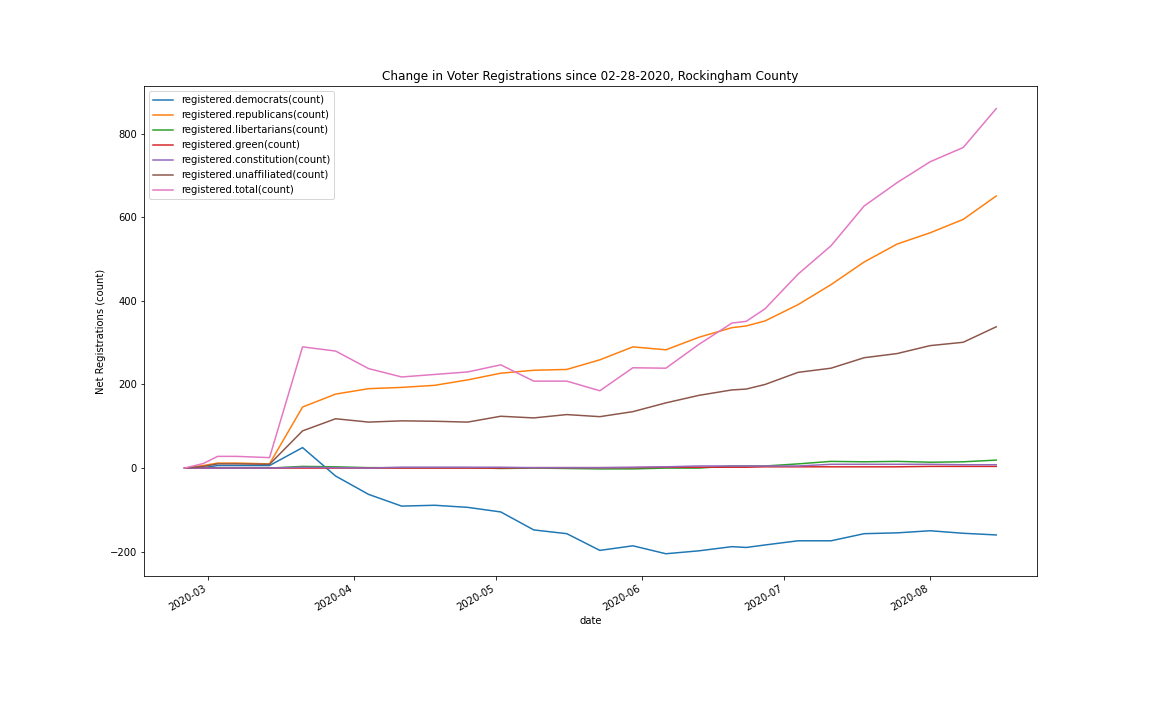 Change in Voter Registrations since 02-28-2020, Rockingham County
registered.democrats(count)
registered.republicans(count)
registered.libertarians(count)
registered.green(count)
registered.constitution(count)
registered.unaffiliated(count)
registered.total(count)
Net Registrations (count)
800
600
400
200
0
−200
2020-03
2020-04
2020-05
2020-06
2020-07
2020-08
date